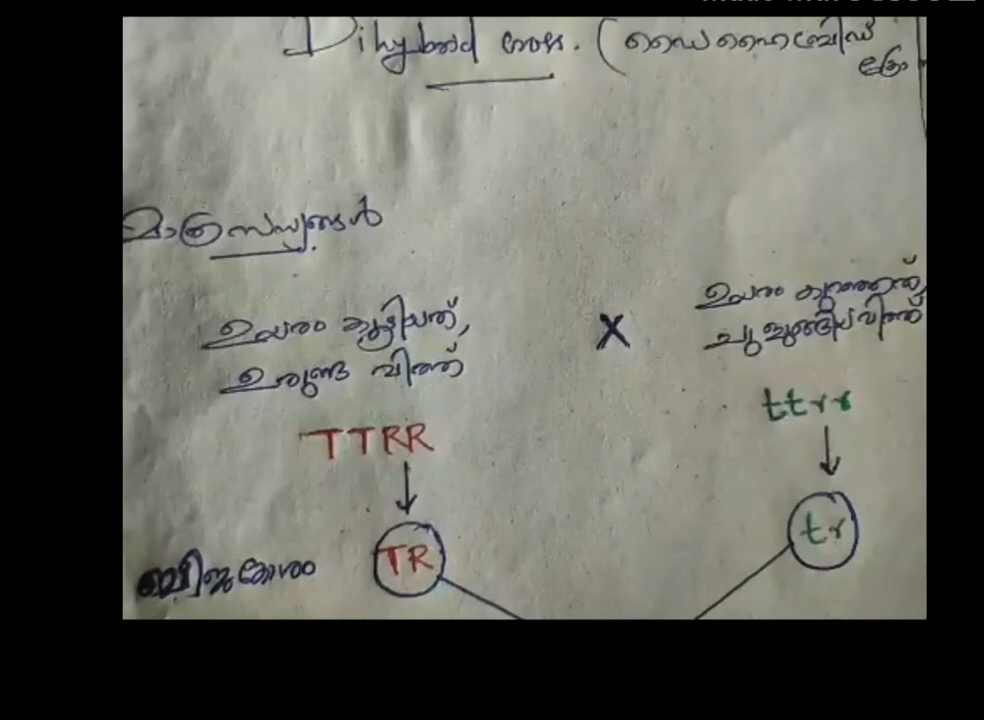 Dihybrid cross. (ഡൈഹൈബ്രിഡ്
ക്രോ
മാതൃസസ്യങ്ങൾ
ഉയരം കൂടിയത്,
ഉരുണ്ട വിത്ത്
X
ഉയരം കുറഞ്ഞത്,
ചുളുങ്ങിയ വിത്ത്
TTRR
ttrr
ബീജകോശം
TR
tr